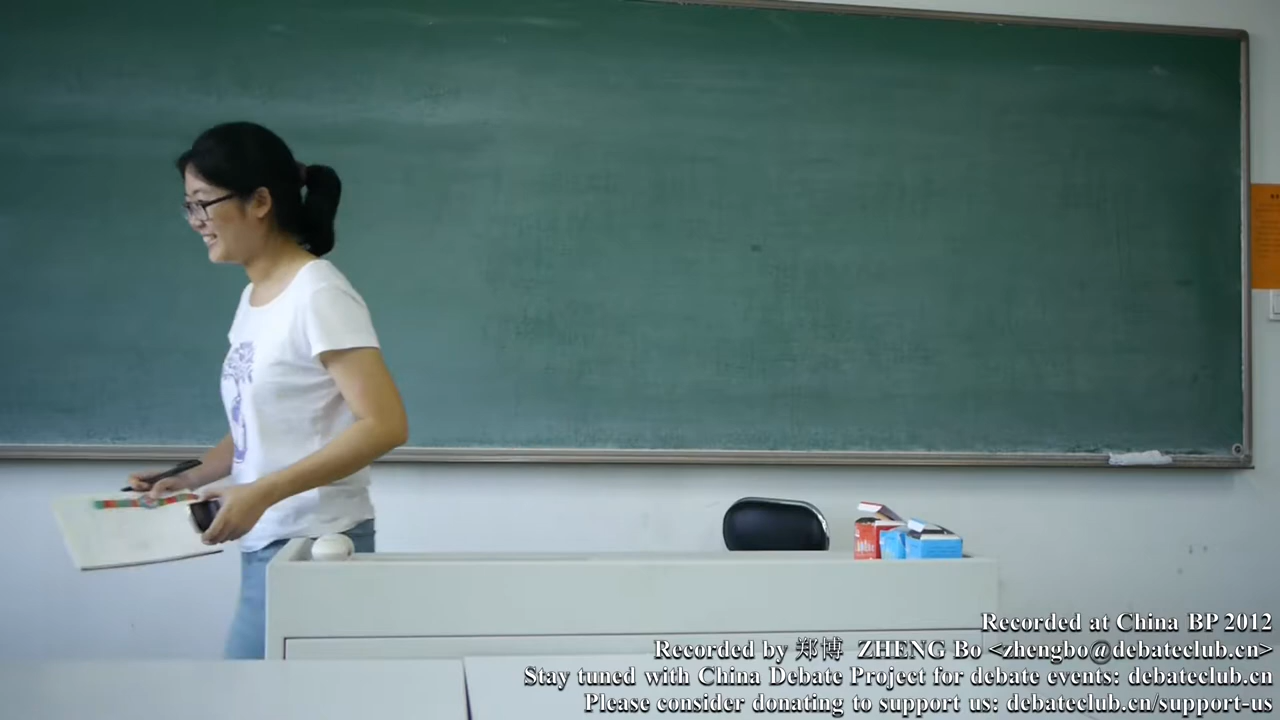 Recorded at China BP 2012
Recorded by 郑博 ZHENG Bo <zhengbo@debateclub.cn>
Stay tuned with China Debate Project for debate events: debateclub.cn
Please consider donating to support us: debateclub.cn/support-us